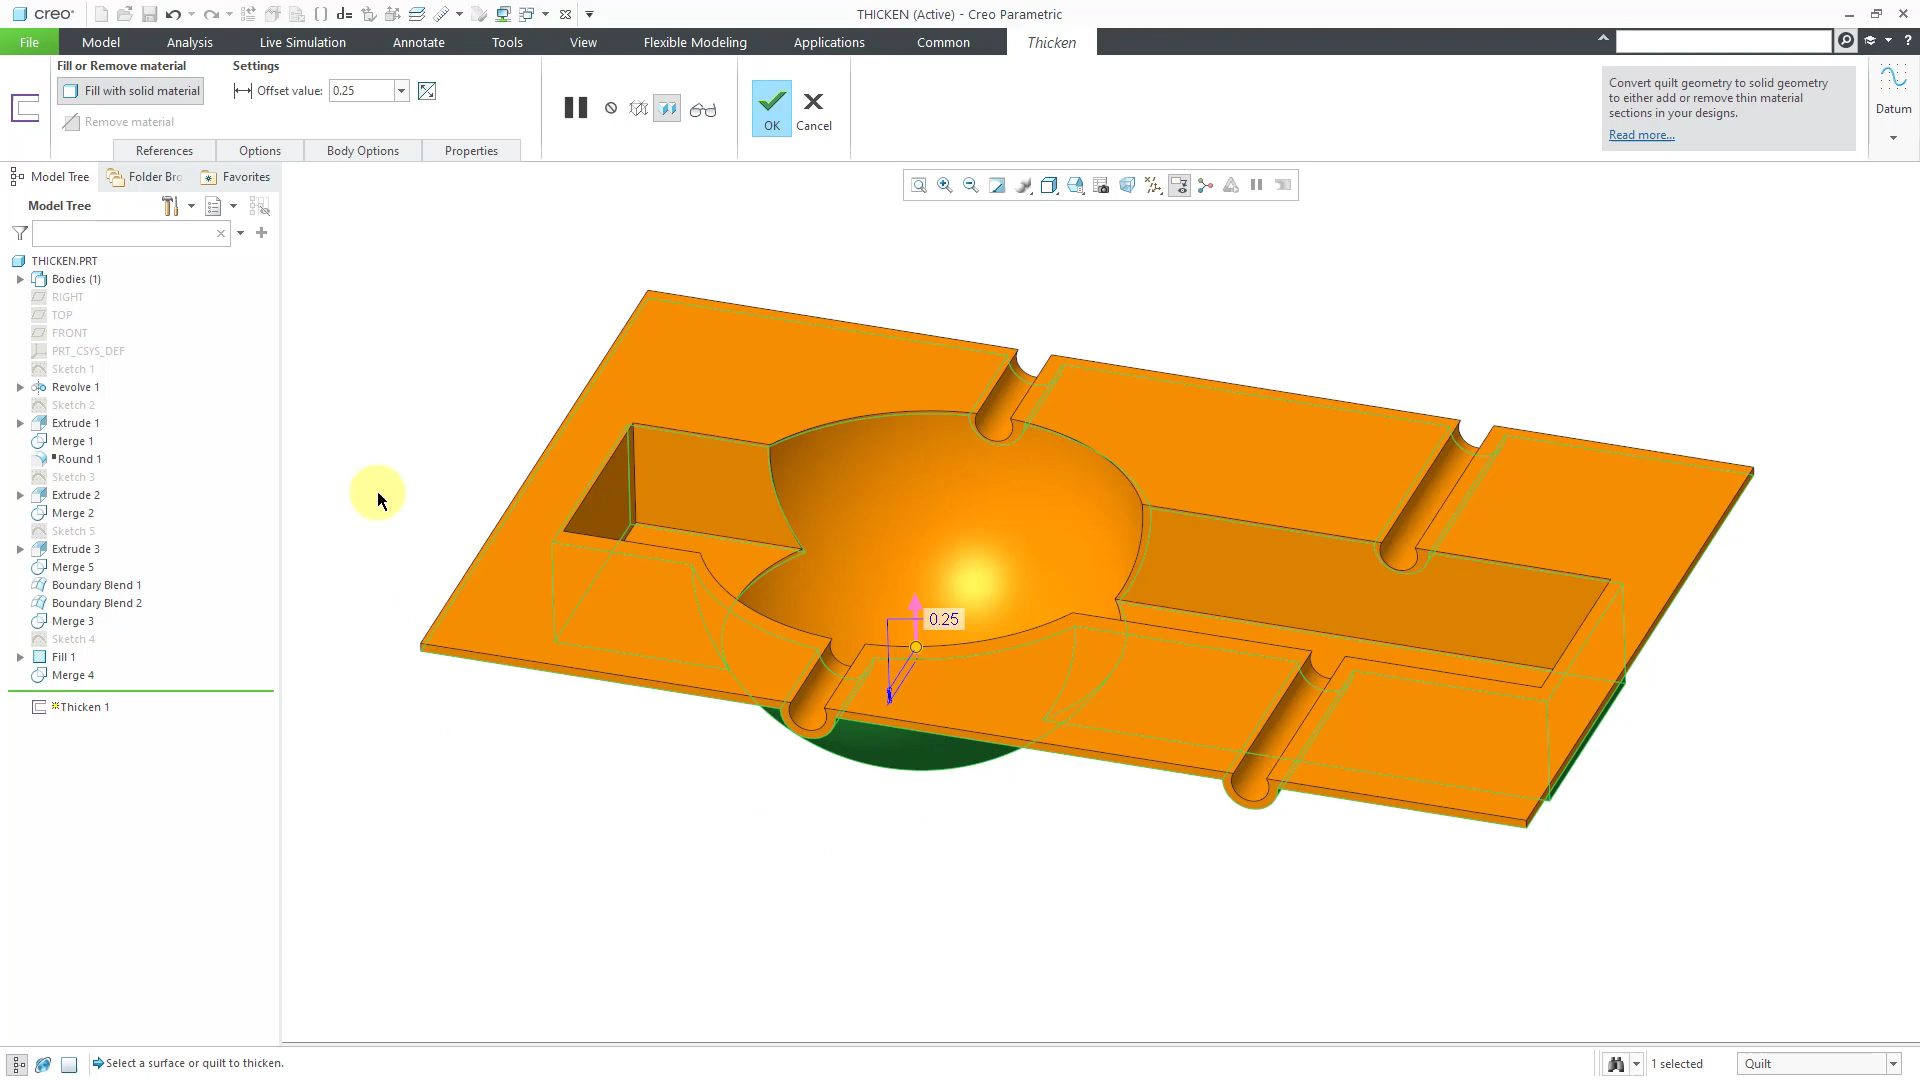 creo
d=
THICKEN (Active) - Creo Parametric
File
Model
Analysis
Live Simulation
Annotate
Tools
View
Flexible Modeling
Applications
Common
Thicken
Fill or Remove material
Settings
Fill with solid material
Offset value:
0.25
Remove material
OK
Cancel
References
Options
Body Options
Properties
Convert quilt geometry to solid geometry
to either add or remove thin material
sections in your designs.
Read more...
Datum
Model Tree
Folder Bro
Favorites
Model Tree
THICKEN.PRT
Bodies (1)
RIGHT
TOP
FRONT
PRT_CSYS_DEF
Sketch 1
Revolve 1
Sketch 2
Extrude 1
Merge 1
Round 1
Sketch 3
Extrude 2
Merge 2
Sketch 5
Extrude 3
Merge 5
Boundary Blend 1
Boundary Blend 2
Merge 3
Sketch 4
Fill 1
Merge 4
Thicken 1
0.25
Select a surface or quilt to thicken.
1 selected
Quilt